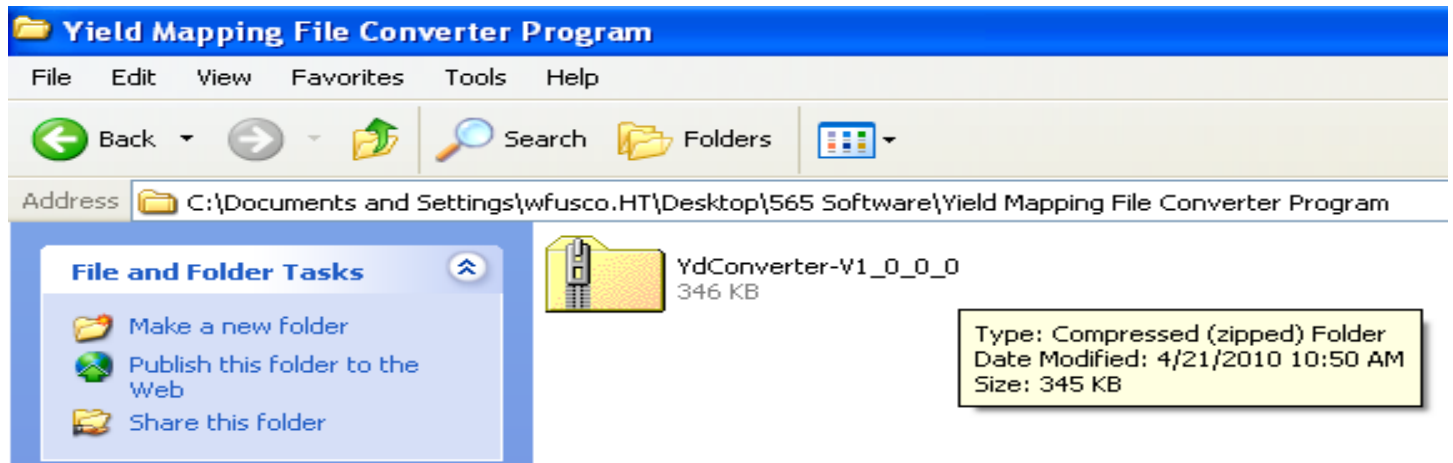 Yield Mapping File Converter Program
File Edit View Favorites Tools Help
Back Search Folders
Address C:\Documents and Settings\wfusco.HT\Desktop\565 Software\Yield Mapping File Converter Program
File and Folder Tasks
Make a new folder
Publish this folder to the
Web
Share this folder
YdConverter-V1_0_0_0
346 KB
Type: Compressed (zipped) Folder
Date Modified: 4/21/2010 10:50 AM
Size: 345 KB